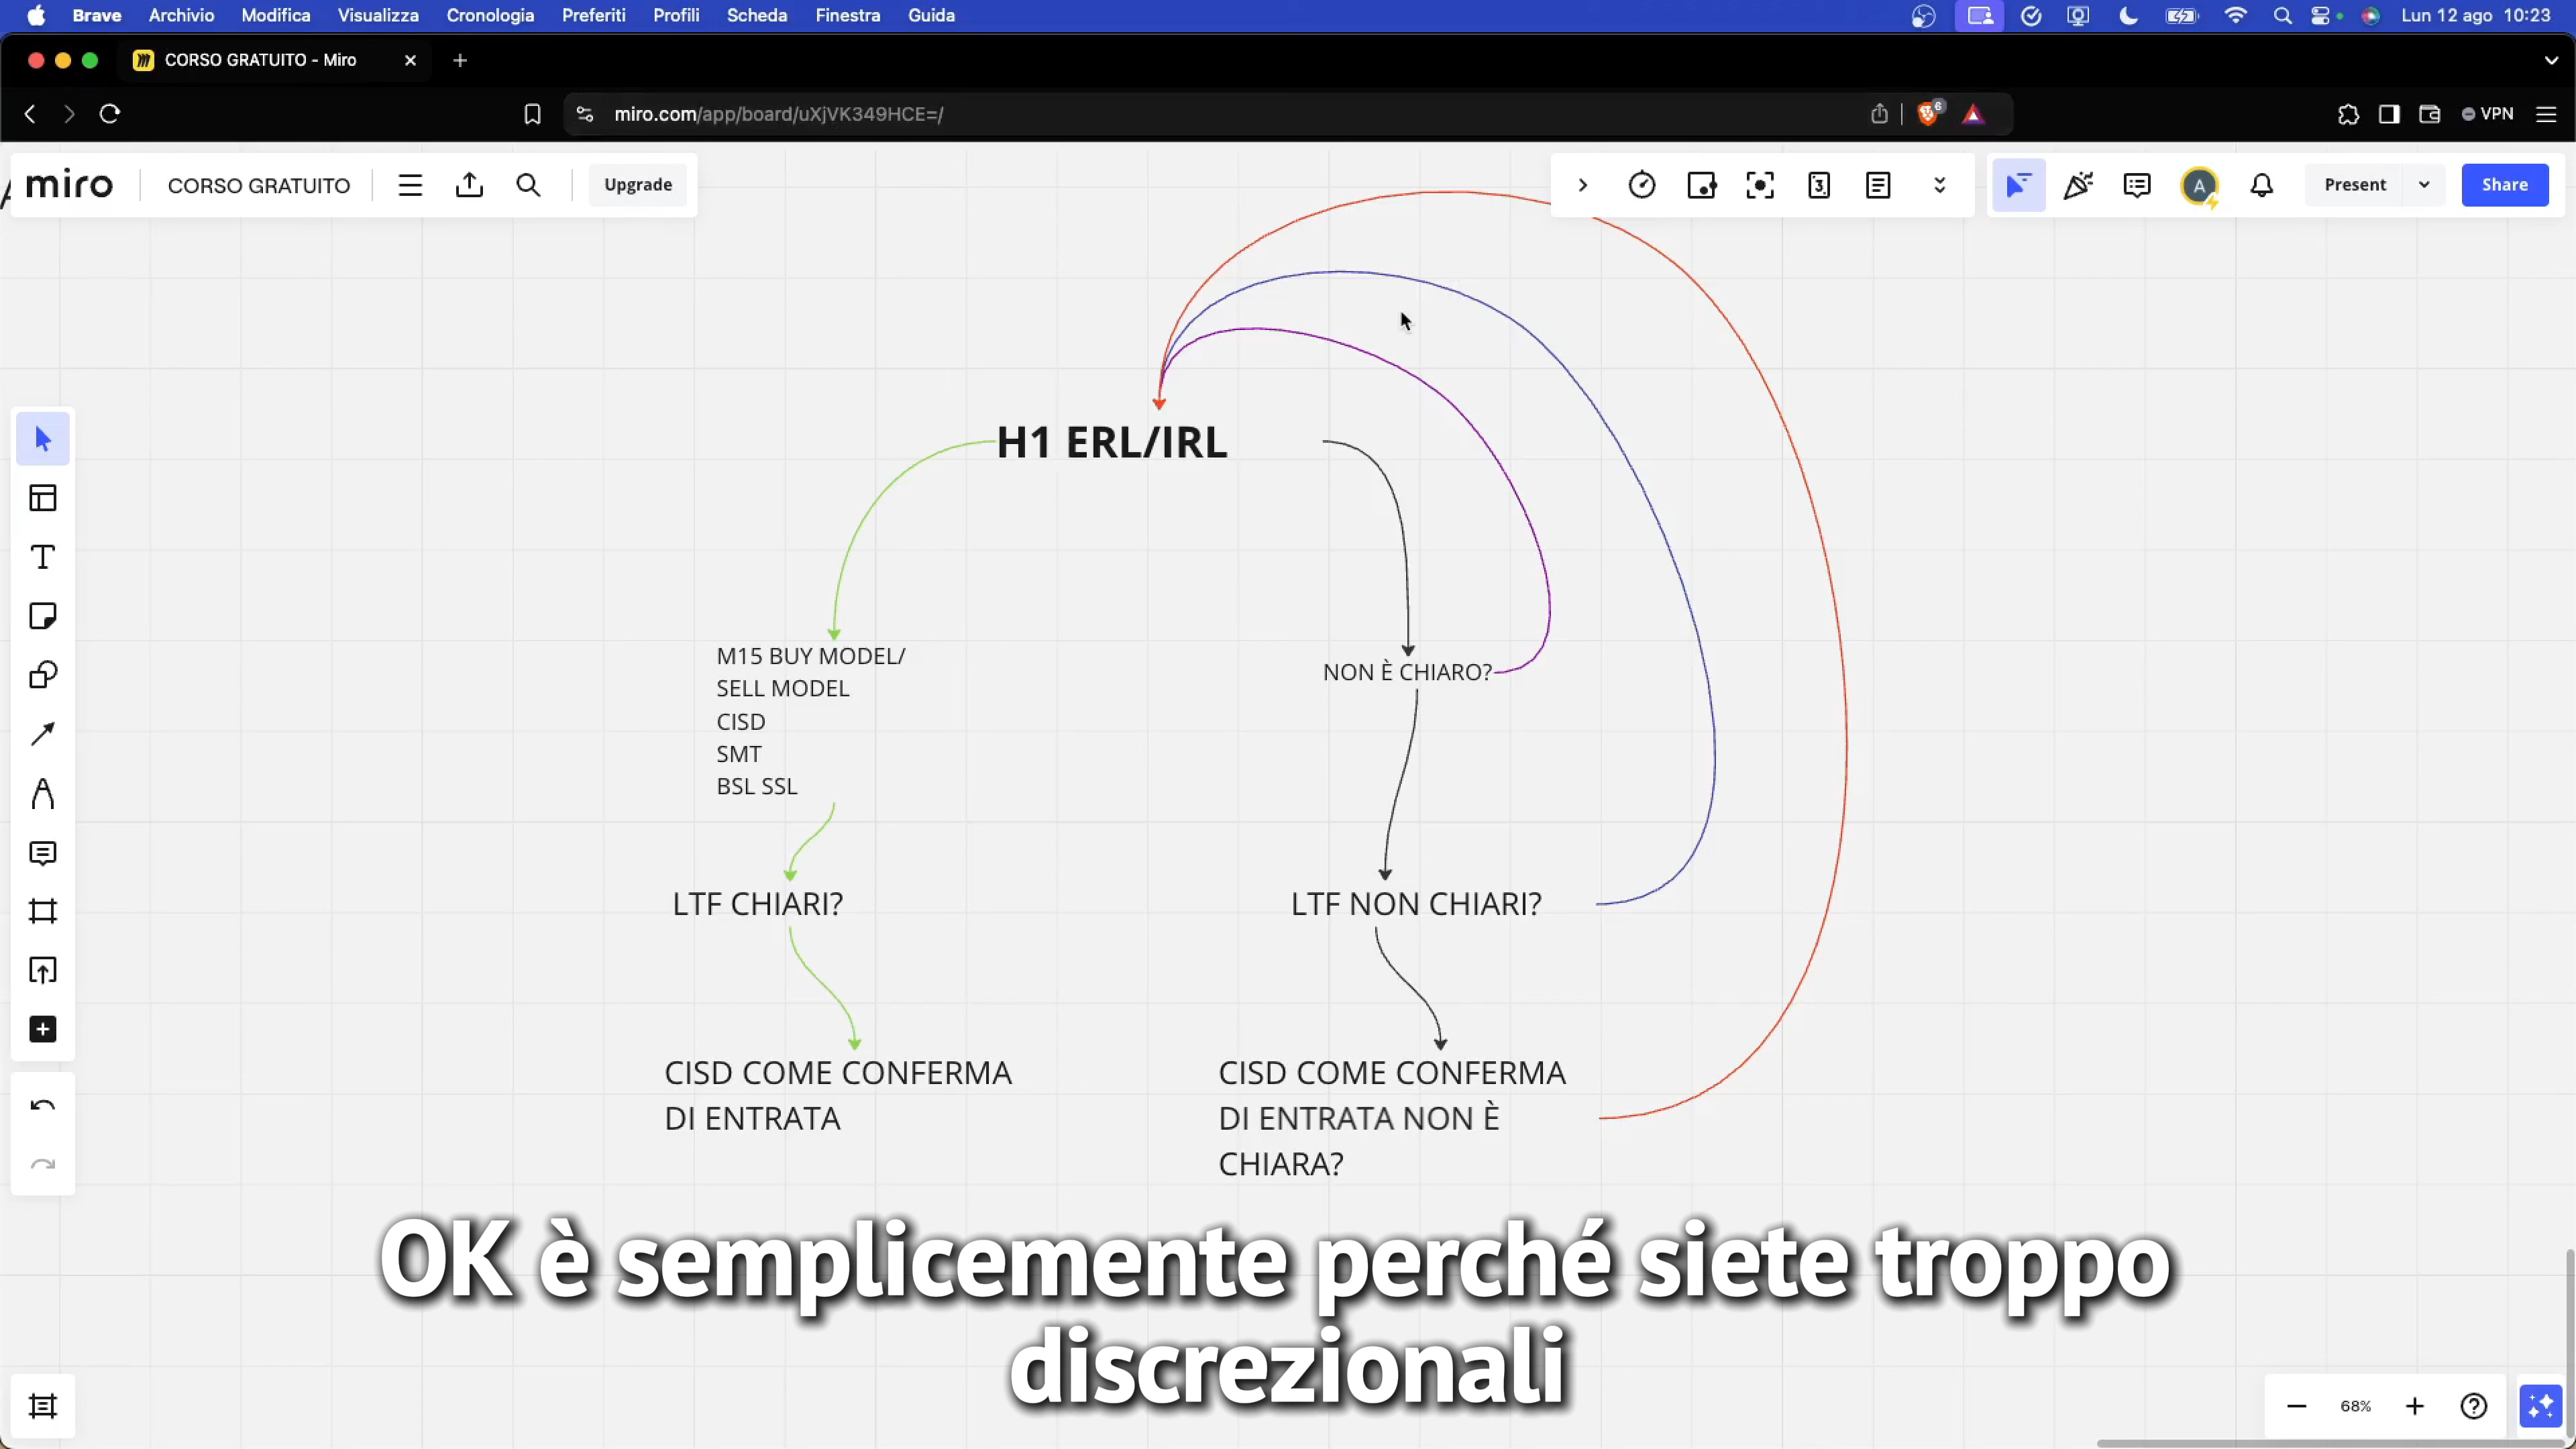 Brave Archivio Modifica Visualizza Cronologia Preferiti Profili Scheda Finestra Guida
Lun 12 ago 10:23
CORSO GRATUITO - Miro
miro.com/app/board/uXjVK349HCE=/
6
VPN
miro
CORSO GRATUITO
Upgrade
3
A
Present
Share
H1 ERL/IRL
M15 BUY MODEL/
SELL MODEL
CISD
SMT
BSL SSL
NON È CHIARO?
LTF CHIARI?
LTF NON CHIARI?
CISD COME CONFERMA
DI ENTRATA
CISD COME CONFERMA
DI ENTRATA NON È
CHIARA?
OK è semplicemente perché siete troppo
discrezionali
68%